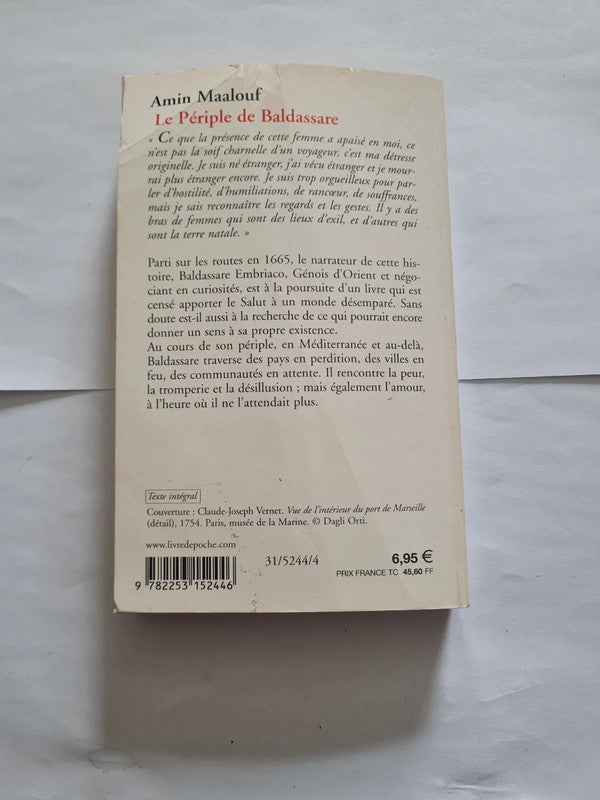 Amin Maalouf
Le Périple de Baldassare
« Ce que la présence de cette femme a apaisé en moi, ce
n'est pas la soif charnelle d'un voyageur, c'est ma détresse
originelle. Je suis né étranger, j'ai vécu étranger et je mour-
rai plus étranger encore. Je suis trop orgueilleux pour par-
ler d'hostilité, d'humiliations, de rancœur, de souffrances,
mais je sais reconnaître les regards et les gestes. Il y a des
bras de femmes qui sont des lieux d'exil, et d'autres qui
sont la terre natale. »
Parti sur les routes en 1665, le narrateur de cette his-
toire, Baldassare Embriaco, Génois d'Orient et négo-
ciant en curiosités, est à la poursuite d'un livre qui est
censé apporter le Salut à un monde désemparé. Sans
doute est-il aussi à la recherche de ce qui pourrait encore
donner un sens à sa propre existence.
Au cours de son périple, en Méditerranée et au-delà,
Baldassare traverse des pays en perdition, des villes en
feu, des communautés en attente. Il rencontre la peur,
la tromperie et la désillusion ; mais également l'amour,
à l'heure où il ne l'attendait plus.
Texte intégral
Couverture : Claude-Joseph Vernet. Vue de l'intérieur du port de Marseille
(détail), 1754. Paris, musée de la Marine. © Dagli Orti.
www.livredepoche.com
31/5244/4
6,95 €
PRIX FRANCE TC 45,60 FF
9 782253 152446